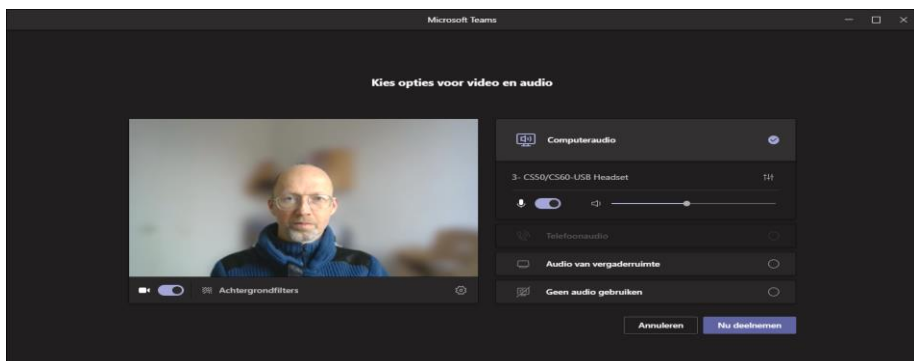 Microsoft Teams
Kies opties voor video en audio
Computeraudio
3- CS50/CS60-USB Headset
Telefoonaudio
Audio van vergaderruimte
Achtergrondfilters
Geen audio gebruiken
Annuleren
Nu deelnemen